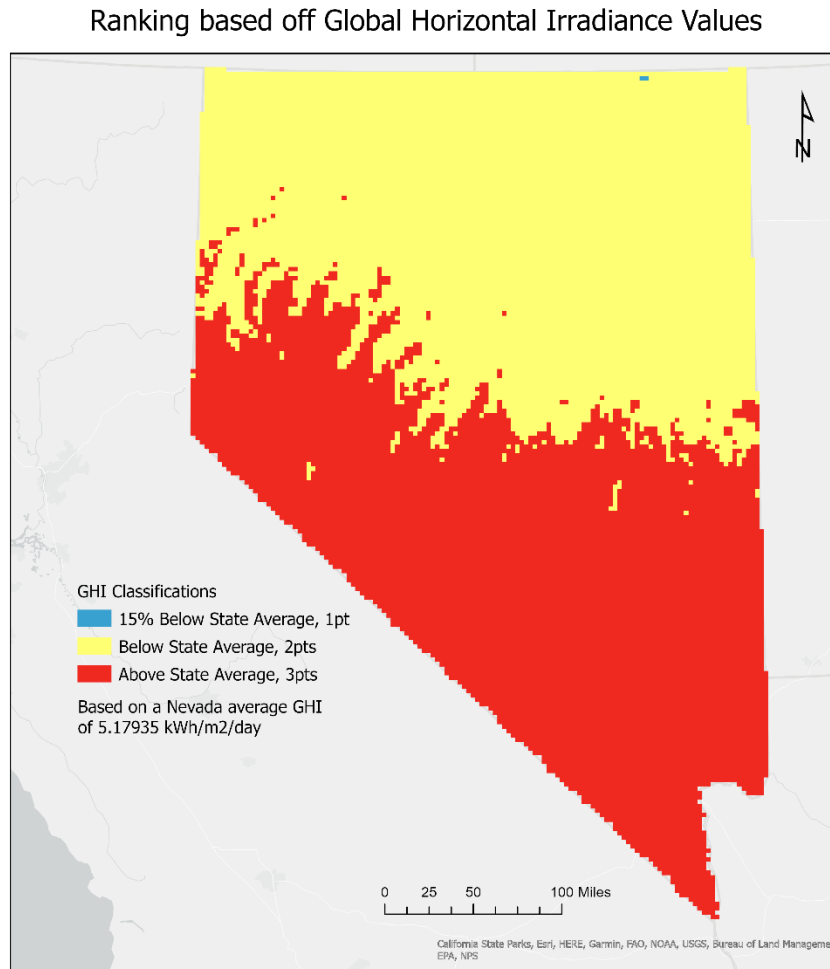 Ranking based off Global Horizontal Irradiance Values
N
GHI Classifications
15% Below State Average, 1pt
Below State Average, 2pts
Above State Average, 3pts
Based on a Nevada average GHI
of 5.17935 kWh/m2/day
0 25 50 100 Miles
California State Parks, Esri, HERE, Garmin, FAO, NOAA, USGS, Bureau of Land Manageme
EPA, NPS